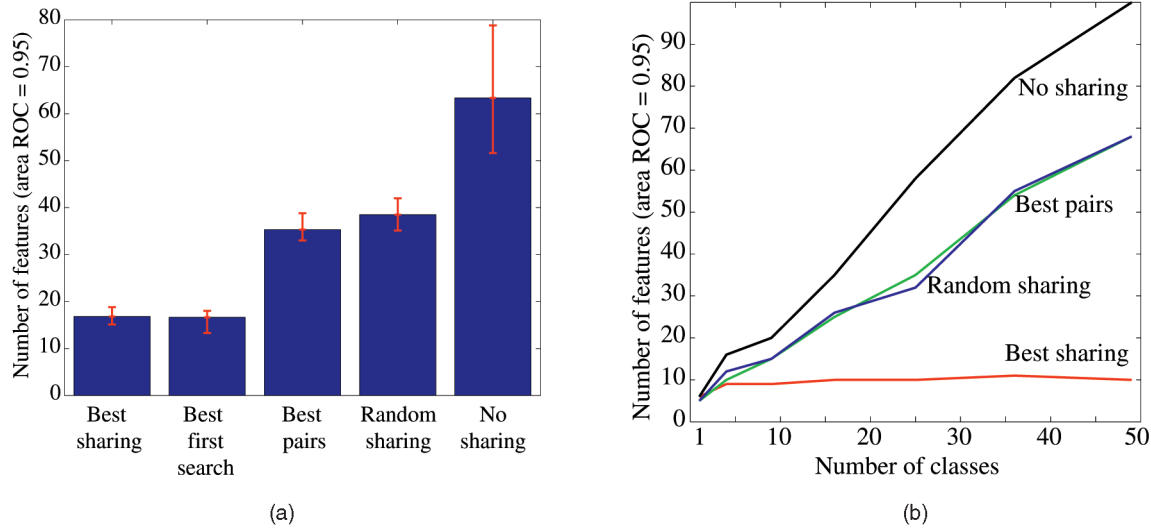 Number of features (area ROC = 0.95)
80
70
60
50
40
30
20
10
0
Best
sharing
Best
first
search
Best
pairs
Random
sharing
No
sharing
(a)
Number of features (area ROC = 0.95)
90
80
70
60
50
40
30
20
10
0
No sharing
Best pairs
Random sharing
Best sharing
1
10
20
30
40
50
Number of classes
(b)